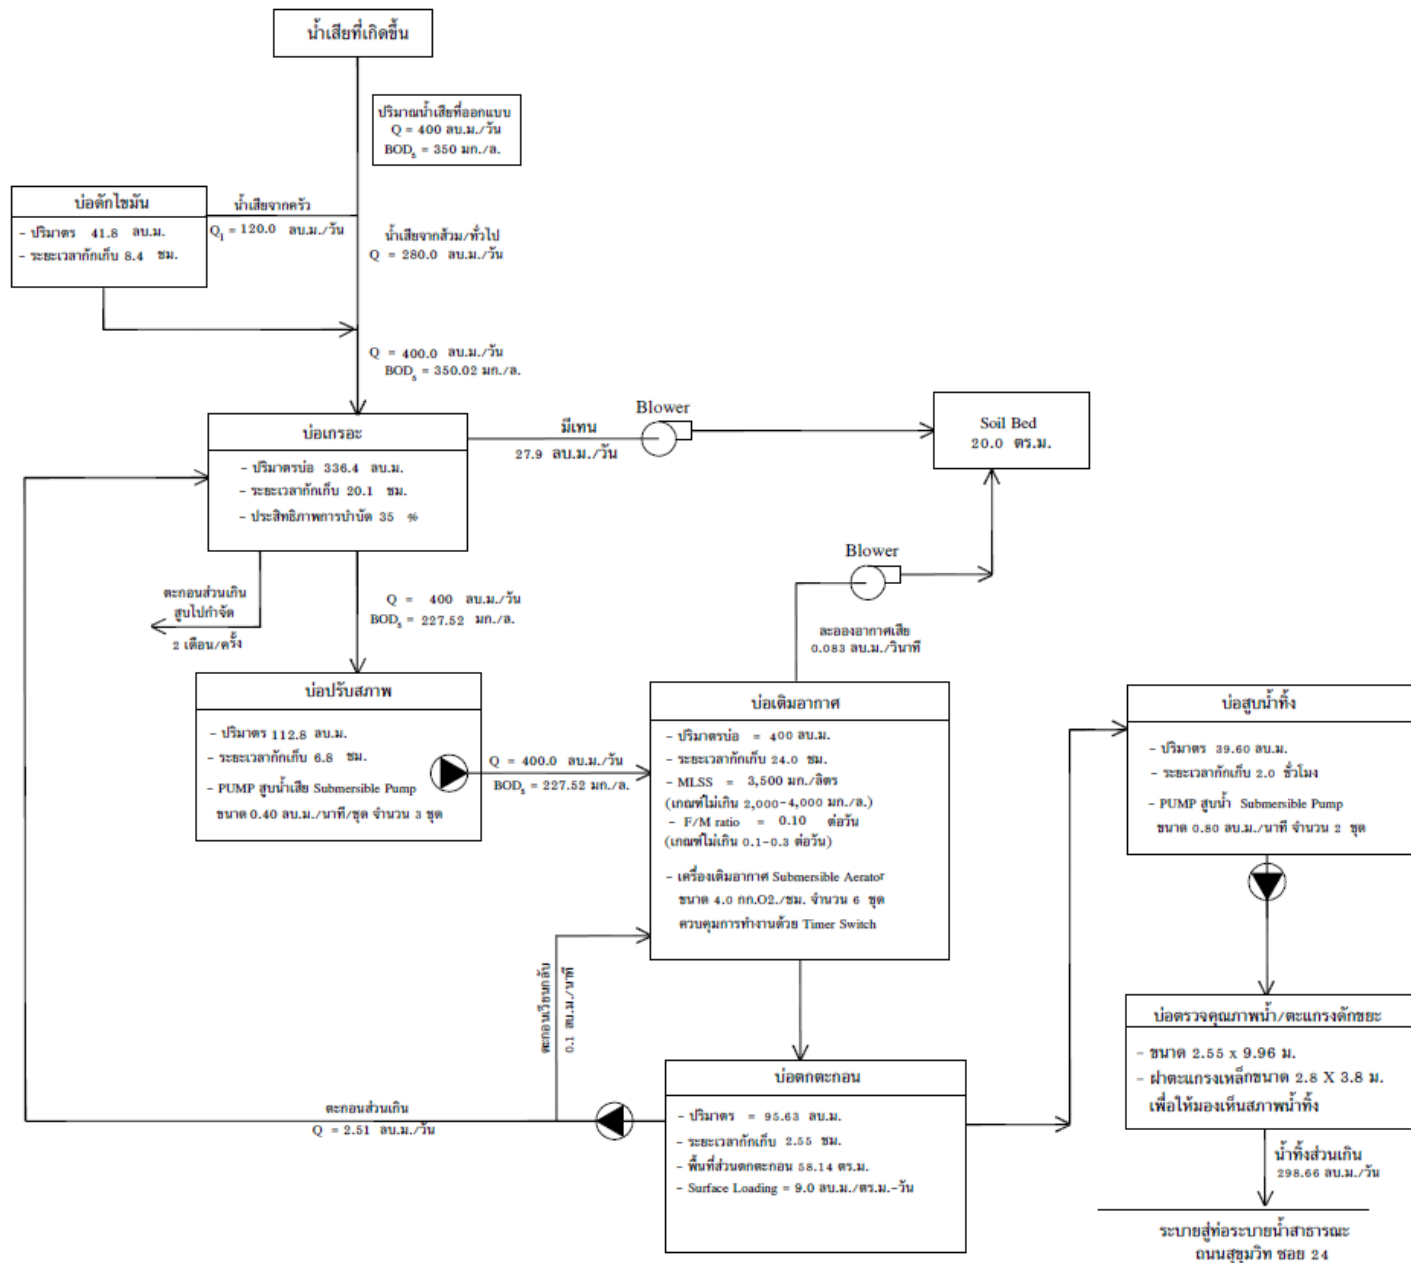 น้ำเสียที่เกิดขึ้น
ปริมาณน้ำเสียที่ออกแบบ
Q = 400 ลบ.ม./วัน
BOD5 = 350 มก./ล.
บ่อดักไขมัน
- ปริมาตร 41.8 ลบ.ม.
- ระยะเวลากักเก็บ 8.4 ชม.
น้ำเสียจากครัว
Q1 = 120.0 ลบ.ม./วัน
น้ำเสียจากส้วม/ทั่วไป
Q = 280.0 ลบ.ม./วัน
Q = 400.0 ลบ.ม./วัน
BOD5 = 350.02 มก./ล.
บ่อเกรอะ
- ปริมาตรบ่อ 336.4 ลบ.ม.
- ระยะเวลากักเก็บ 20.1 ชม.
- ประสิทธิภาพการบำบัด 35 %
มีเทน
27.9 ลบ.ม./วัน
Blower
Soil Bed
20.0 ตร.ม.
Blower
ละอองอากาศเสีย
0.083 ลบ.ม./วินาที
ตะกอนส่วนเกิน
สูบไปกำจัด
2 เดือน/ครั้ง
Q = 400 ลบ.ม./วัน
BOD5 = 227.52 มก./ล.
บ่อปรับสภาพ
- ปริมาตร 112.8 ลบ.ม.
- ระยะเวลากักเก็บ 6.8 ชม.
- PUMP สูบน้ำเสีย Submersible Pump
ขนาด 0.40 ลบ.ม./นาที/ชุด จำนวน 3 ชุด
Q = 400.0 ลบ.ม./วัน
BOD5 = 227.52 มก./ล.
บ่อเติมอากาศ
- ปริมาตรบ่อ = 400 ลบ.ม.
- ระยะเวลากักเก็บ 24.0 ชม.
- MLSS = 3,500 มก./ลิตร
(เกณฑ์ไม่เกิน 2,000-4,000 มก./ล.)
- F/M ratio = 0.10 ต่อวัน
(เกณฑ์ไม่เกิน 0.1-0.3 ต่อวัน)
- เครื่องเติมอากาศ Submersible Aerator
ขนาด 4.0 กก.O2./ชม. จำนวน 6 ชุด
ควบคุมการทำงานด้วย Timer Switch
บ่อสูบน้ำทิ้ง
- ปริมาตร 39.60 ลบ.ม.
- ระยะเวลากักเก็บ 2.0 ชั่วโมง
- PUMP สูบน้ำ Submersible Pump
ขนาด 0.80 ลบ.ม./นาที จำนวน 2 ชุด
ตะกอนเวียนกลับ
0.1 ลบ.ม./นาที
บ่อตรวจคุณภาพน้ำ/ตะแกรงดักขยะ
- ขนาด 2.55 x 9.96 ม.
- ฝาตะแกรงเหล็กขนาด 2.8 X 3.8 ม.
เพื่อให้มองเห็นสภาพน้ำทิ้ง
บ่อตกตะกอน
- ปริมาตร = 95.63 ลบ.ม.
- ระยะเวลากักเก็บ 2.55 ชม.
- พื้นที่ส่วนตกตะกอน 58.14 ตร.ม.
- Surface Loading = 9.0 ลบ.ม./ตร.ม.-วัน
ตะกอนส่วนเกิน
Q = 2.51 ลบ.ม./วัน
น้ำทิ้งส่วนเกิน
298.66 ลบ.ม./วัน
ระบายสู่ท่อระบายน้ำสาธารณะ
ถนนสุขุมวิท ซอย 24